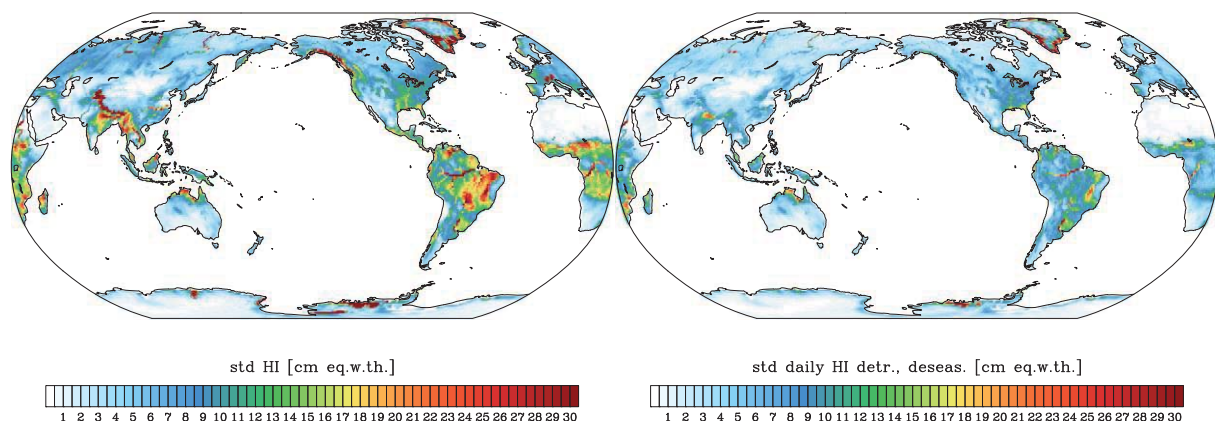 std HI [cm eq.w.th.]
1 2 3 4 5 6 7 8 9 10 11 12 13 14 15 16 17 18 19 20 21 22 23 24 25 26 27 28 29 30
std daily HI detr., deseas. [cm eq.w.th.]
1 2 3 4 5 6 7 8 9 10 11 12 13 14 15 16 17 18 19 20 21 22 23 24 25 26 27 28 29 30